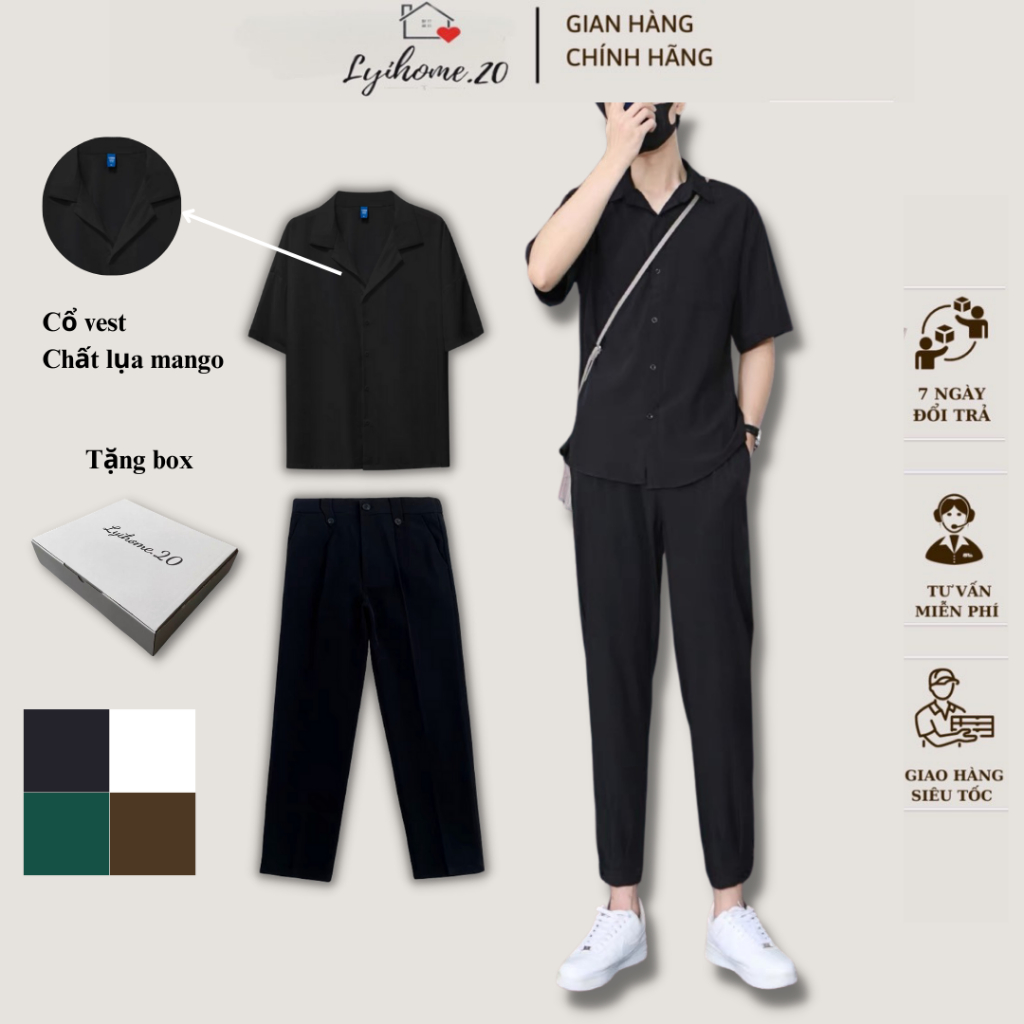 Lyihome.20
GIAN HÀNG
CHÍNH HÃNG
Cổ vest
Chất lụa mango
Tặng box
Lyihome.20
7 NGÀY
ĐỔI TRẢ
TƯ VẤN
MIỄN PHÍ
GIAO HÀNG
SIÊU TỐC